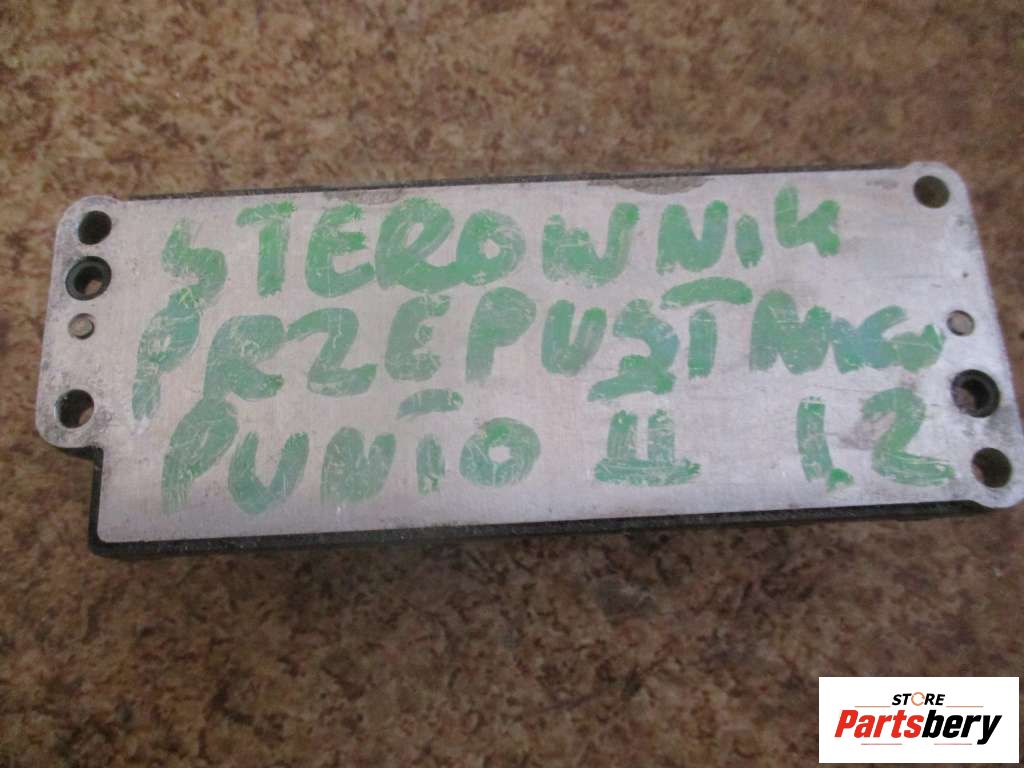 STEROWNIK
PRZEPUSTNICY
PUNTO II 1,2
STORE
Partsbery